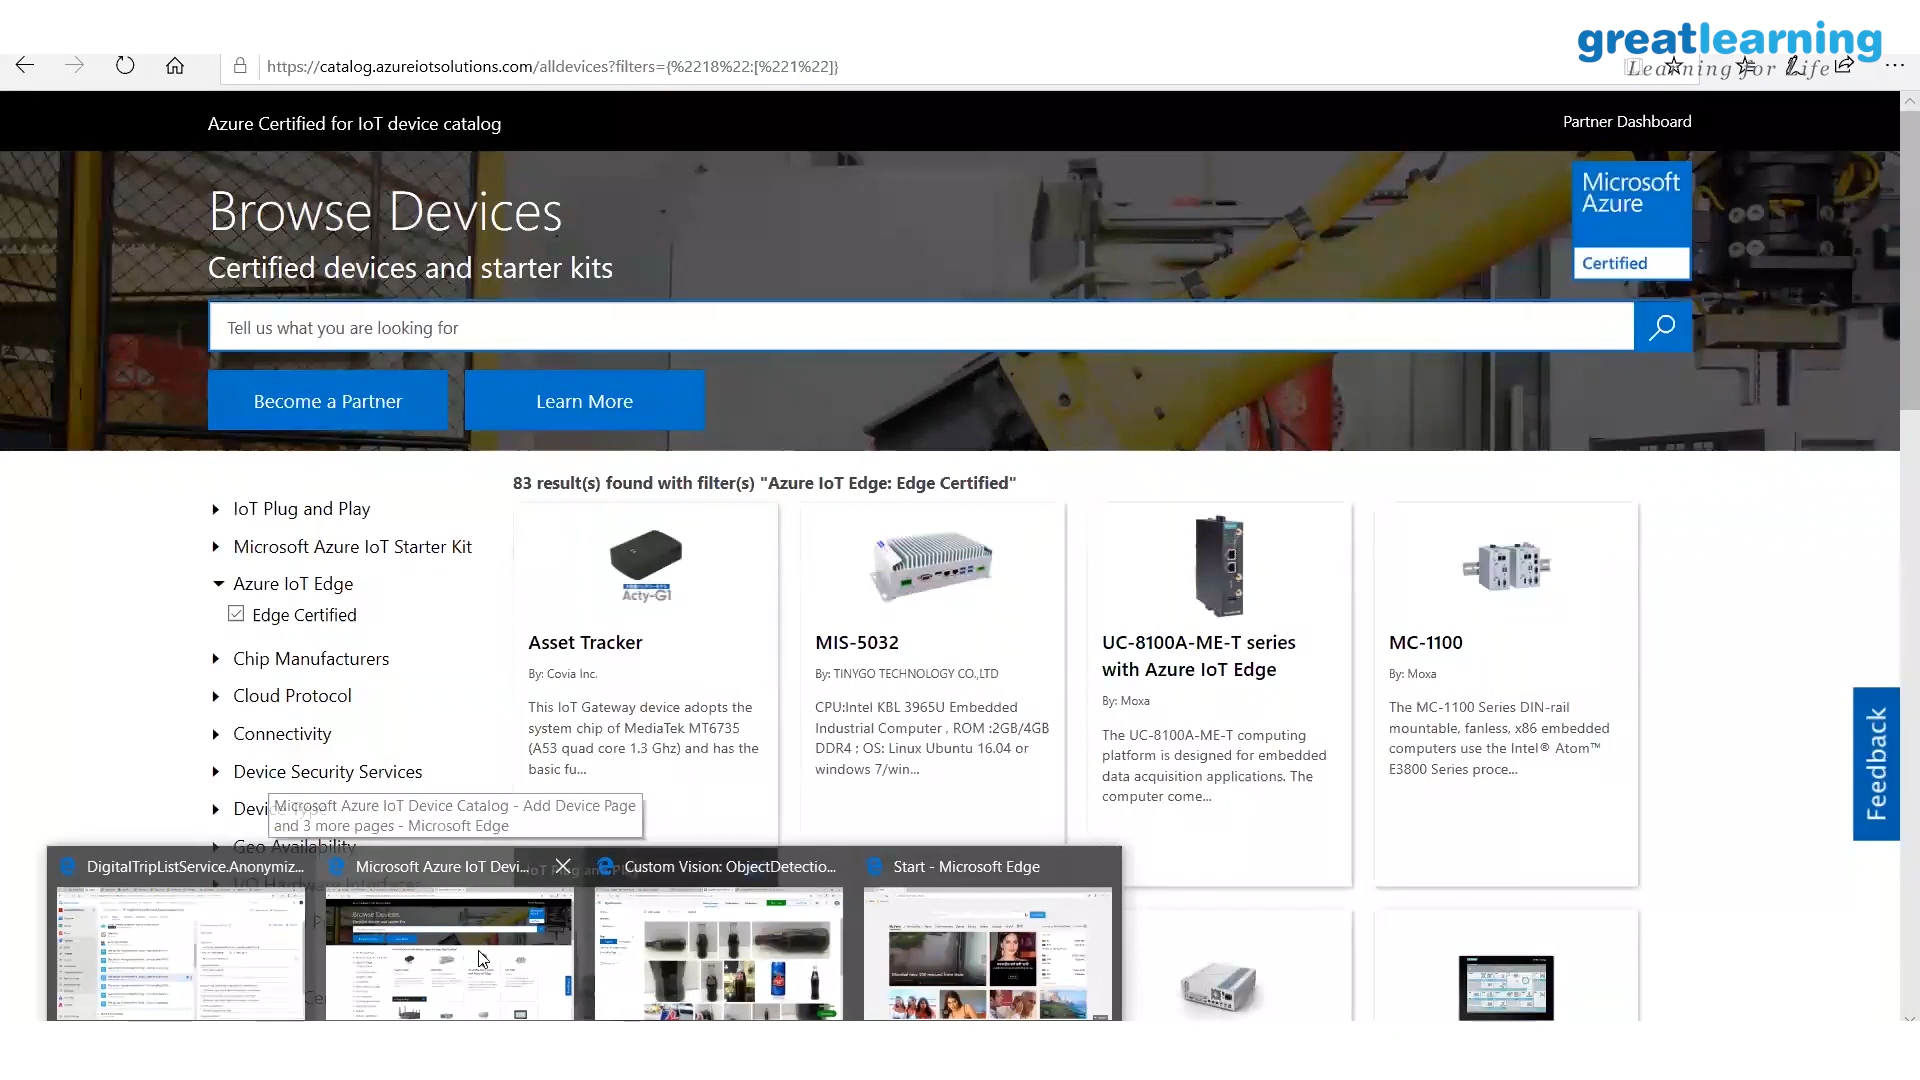 greatlearning
Learning for Life
https://catalog.azureiotsolutions.com/alldevices?filters={%2218%22:[%221%22]}
Azure Certified for IoT device catalog
Partner Dashboard
Browse Devices
Certified devices and starter kits
Microsoft
Azure
Certified
Tell us what you are looking for
Become a Partner
Learn More
83 result(s) found with filter(s) "Azure IoT Edge: Edge Certified"
IoT Plug and Play
Microsoft Azure IoT Starter Kit
Azure IoT Edge
Edge Certified
Chip Manufacturers
Cloud Protocol
Connectivity
Device Security Services
Device Type
Geo Availability
Acty-G1
Asset Tracker
By: Covia Inc.
This IoT Gateway device adopts the
system chip of MediaTek MT6735
(A53 quad core 1.3 Ghz) and has the
basic fu...
MIS-5032
By: TINYGO TECHNOLOGY CO.,LTD
CPU:Intel KBL 3965U Embedded
Industrial Computer , ROM :2GB/4GB
DDR4 ; OS: Linux Ubuntu 16.04 or
windows 7/win...
UC-8100A-ME-T series
with Azure IoT Edge
By: Moxa
The UC-8100A-ME-T computing
platform is designed for embedded
data acquisition applications. The
computer come...
MC-1100
By: Moxa
The MC-1100 Series DIN-rail
mountable, fanless, x86 embedded
computers use the Intel® Atom™
E3800 Series proce...
Feedback
Microsoft Azure IoT Device Catalog - Add Device Page
and 3 more pages - Microsoft Edge
DigitalTripListService.Anonymiz...
Microsoft Azure IoT Devi...
Custom Vision: ObjectDetectio...
Start - Microsoft Edge
Browse Devices